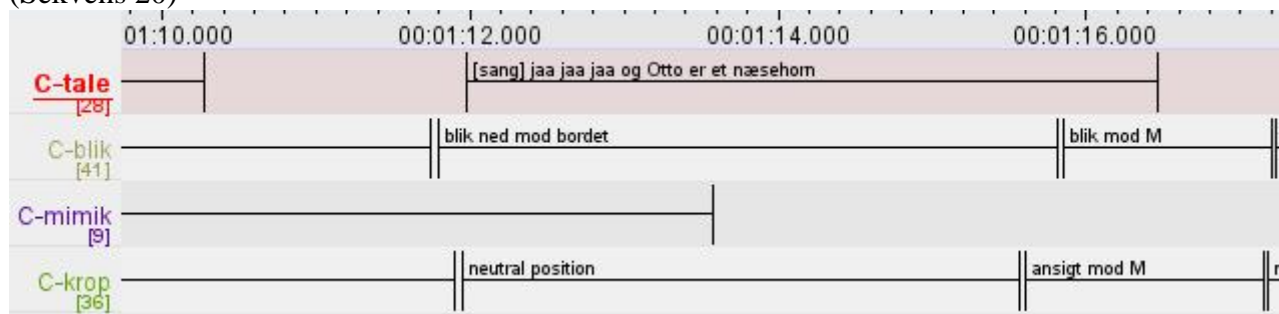 (Sekvens 26)
01:10.000 00:01:12.000 00:01:14.000 00:01:16.000
C-tale [sang] jaa jaa jaa og Otto er et næsehorn
[28]
C-blik blik ned mod bordet blik mod M
[41]
C-mimik
[9]
C-krop neutral position ansigt mod M
[36]